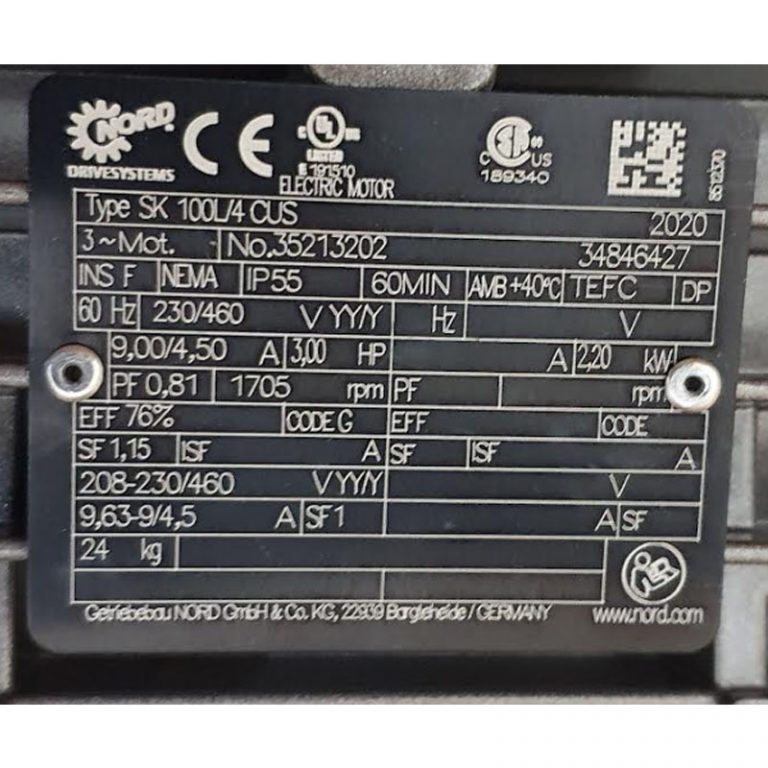 NORD
DRIVESYSTEMS
CE
UL
LISTED
E 191510
ELECTRIC MOTOR
C US
189340
Type SK 100L/4 CUS 2020
3~Mot. No.35213202 34846427
INS F NEMA IP55 60MIN AMB+40°C TEFC DP
60 Hz 230/460 V YY/Y Hz V
9,00/4,50 A 3,00 HP A 2,20 kW
PF 0,81 1705 rpm PF rpm
EFF 76% CODE G EFF CODE
SF 1,15 ISF A SF ISF A
208-230/460 V YY/Y V
9,63-9/4,5 A SF 1 A SF
24 kg
Getriebebau NORD GmbH & Co. KG, 22939 Bargteheide / GERMANY www.nord.com